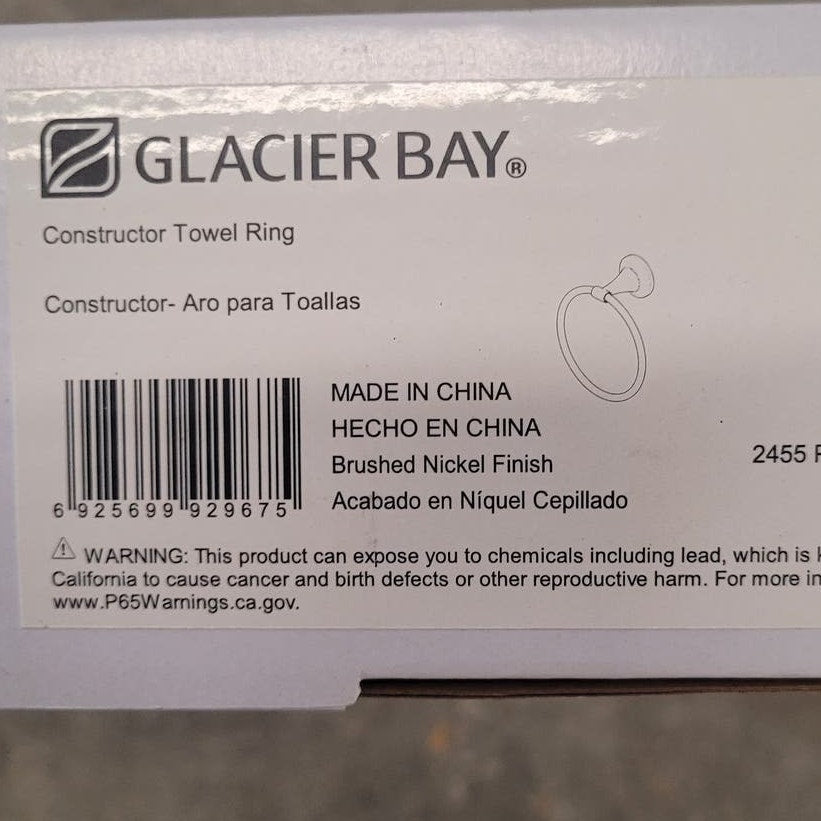 GLACIER BAY®
Constructor Towel Ring
Constructor- Aro para Toallas
MADE IN CHINA
HECHO EN CHINA
Brushed Nickel Finish
Acabado en Níquel Cepillado
2455
6 925699 929675
WARNING: This product can expose you to chemicals including lead, which is
California to cause cancer and birth defects or other reproductive harm. For more
www.P65Warnings.ca.gov.